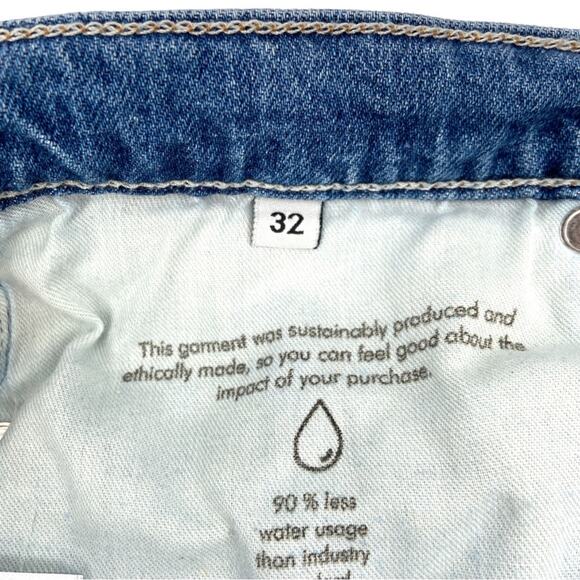 32
This garment was sustainably produced and
ethically made, so you can feel good about the
impact of your purchase.
90 % less
water usage
than industry